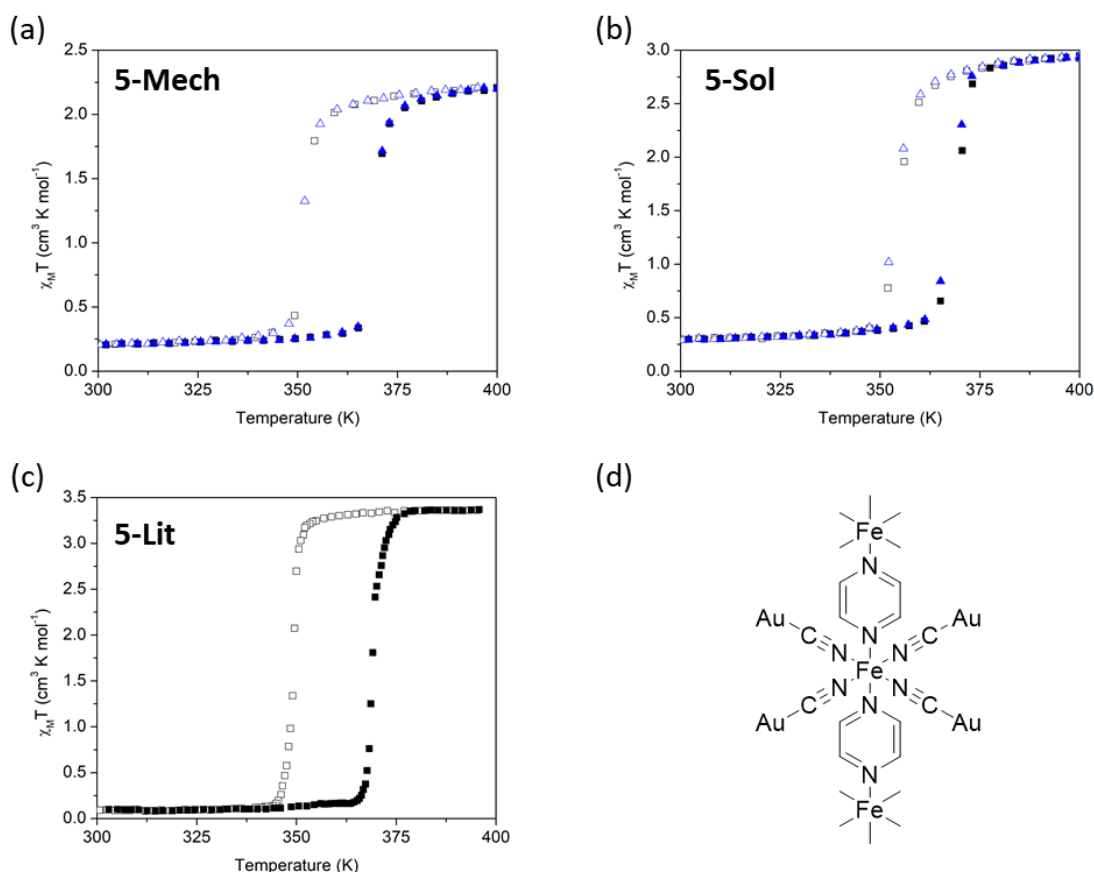 (a)
5-Mech
2.5
2.0
1.5
1.0
0.5
0.0
χMT (cm³ K mol⁻¹)
300 325 350 375 400
Temperature (K)
(b)
5-Sol
3.0
2.5
2.0
1.5
1.0
0.5
0.0
χMT (cm³ K mol⁻¹)
300 325 350 375 400
Temperature (K)
(c)
5-Lit
3.5
3.0
2.5
2.0
1.5
1.0
0.5
0.0
χMT (cm³ K mol⁻¹)
300 325 350 375 400
Temperature (K)
(d)
Fe
N
Au Au
C N C
N N
Fe
N N
C N C
Au Au
N
Fe